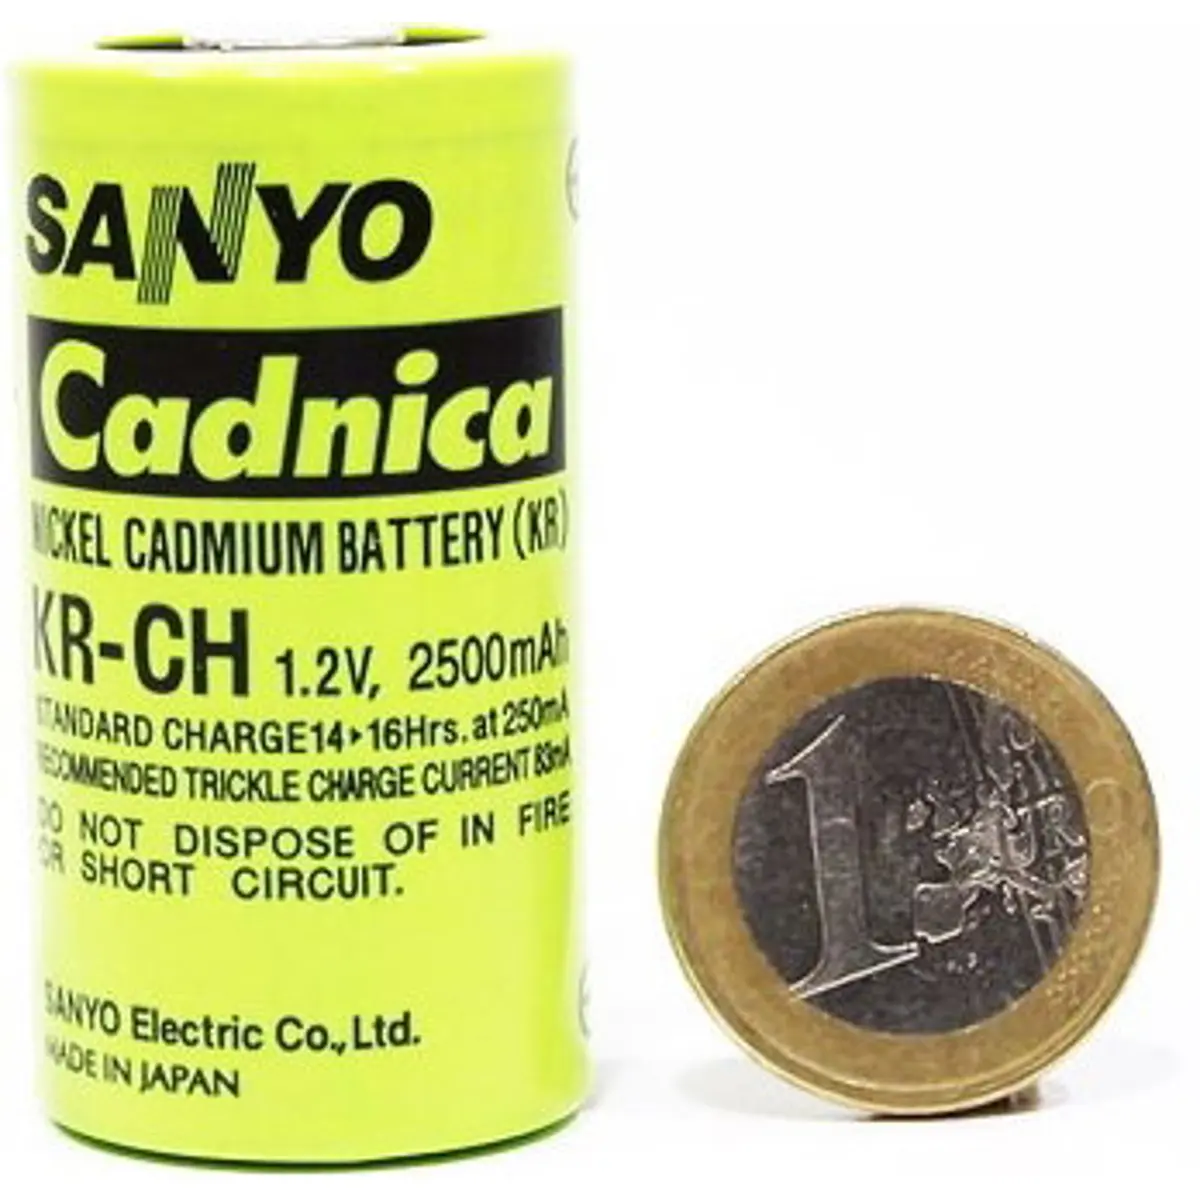 SANYO
Cadnica
NICKEL CADMIUM BATTERY (KR)
KR-CH 1.2V, 2500mAh
STANDARD CHARGE 14▸16Hrs. at 250mA
RECOMMENDED TRICKLE CHARGE CURRENT 83mA
DO NOT DISPOSE OF IN FIRE
OR SHORT CIRCUIT.
SANYO Electric Co., Ltd.
MADE IN JAPAN
1
EURO